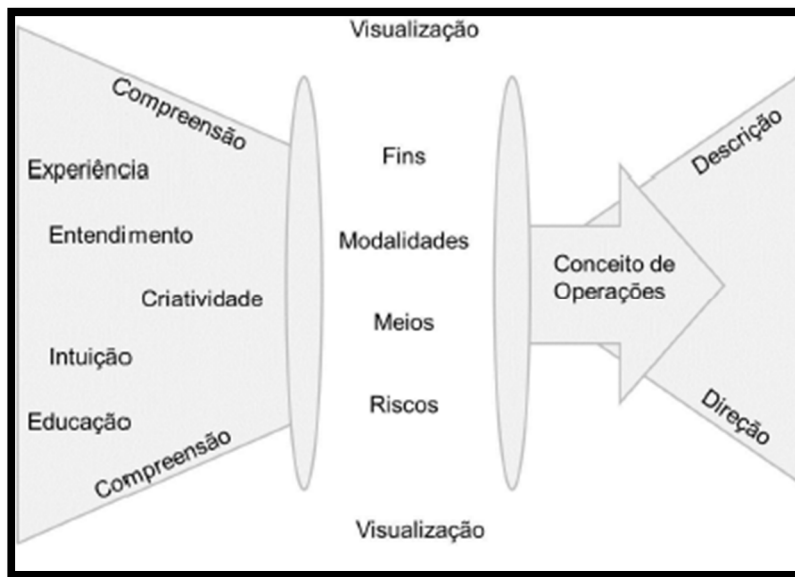 Visualização
Compreensão
Experiência
Entendimento
Criatividade
Intuição
Educação
Compreensão
Fins
Modalidades
Meios
Riscos
Conceito de
Operações
Descrição
Direção
Visualização